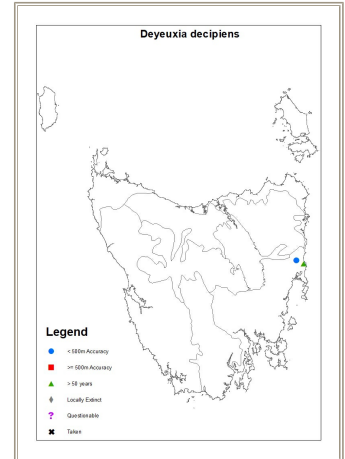 Deyeuxia decipiens
Legend
< 500m Accuracy
>= 500m Accuracy
> 50 years
Locally Extinct
Questionable
Taken